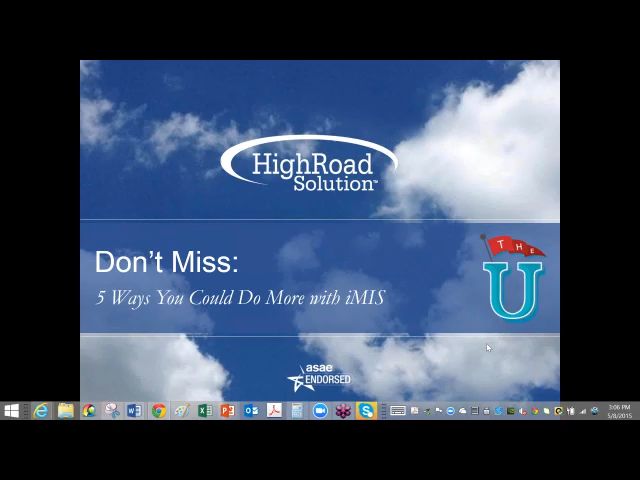 HighRoad
Solution™
Don't Miss:
5 Ways You Could Do More with iMIS
THE
U
asae
ENDORSED
3:06 PM
5/8/2015